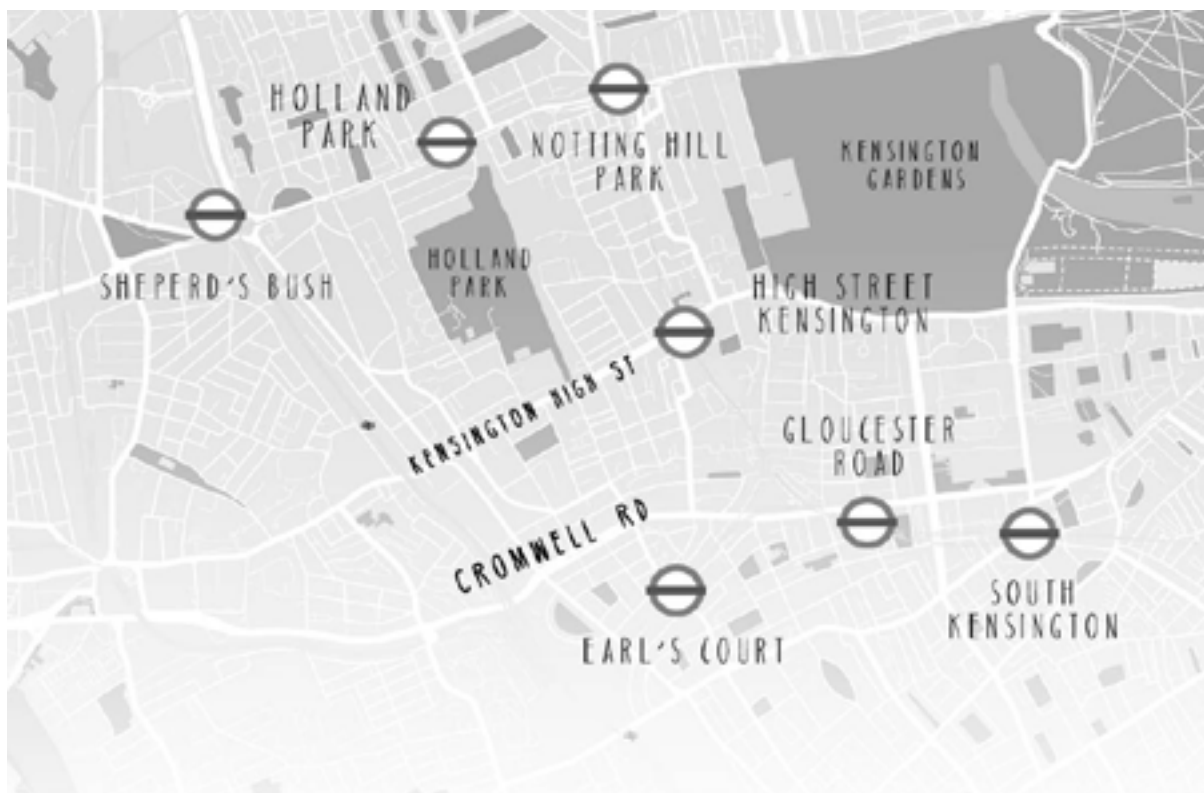 HOLLAND
PARK
NOTTING HILL
PARK
KENSINGTON
GARDENS
SHEPERD'S BUSH
HOLLAND
PARK
HIGH STREET
KENSINGTON
KENSINGTON HIGH ST
GLOUCESTER
ROAD
CROMWELL RD
SOUTH
KENSINGTON
EARL'S COURT